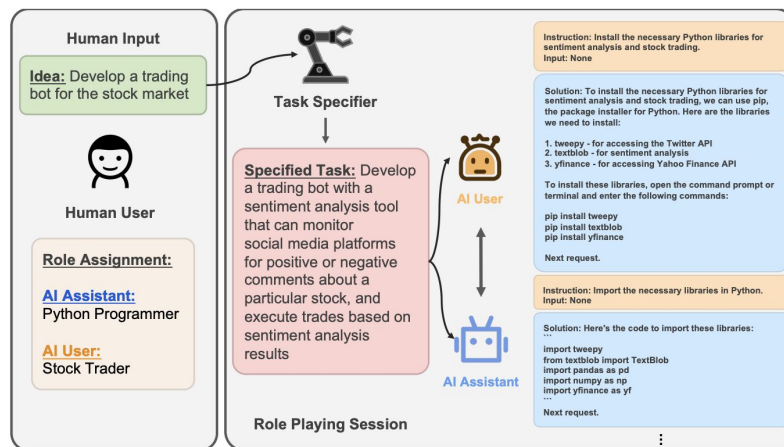 Human Input
Idea: Develop a trading
bot for the stock market
Human User
Role Assignment:
AI Assistant:
Python Programmer
AI User:
Stock Trader
Task Specifier
Specified Task: Develop
a trading bot with a
sentiment analysis tool
that can monitor
social media platforms
for positive or negative
comments about a
particular stock, and
execute trades based on
sentiment analysis
results
AI User
AI Assistant
Role Playing Session
Instruction: Install the necessary Python libraries for
sentiment analysis and stock trading.
Input: None
Solution: To install the necessary Python libraries for
sentiment analysis and stock trading, we can use pip,
the package installer for Python. Here are the libraries
we need to install:
1. tweepy - for accessing the Twitter API
2. textblob - for sentiment analysis
3. yfinance - for accessing Yahoo Finance API
To install these libraries, open the command prompt or
terminal and enter the following commands:
pip install tweepy
pip install textblob
pip install yfinance
Next request.
Instruction: Import the necessary libraries in Python.
Input: None
Solution: Here's the code to import these libraries:
```
import tweepy
from textblob import TextBlob
import pandas as pd
import numpy as np
import yfinance as yf
```
Next request.